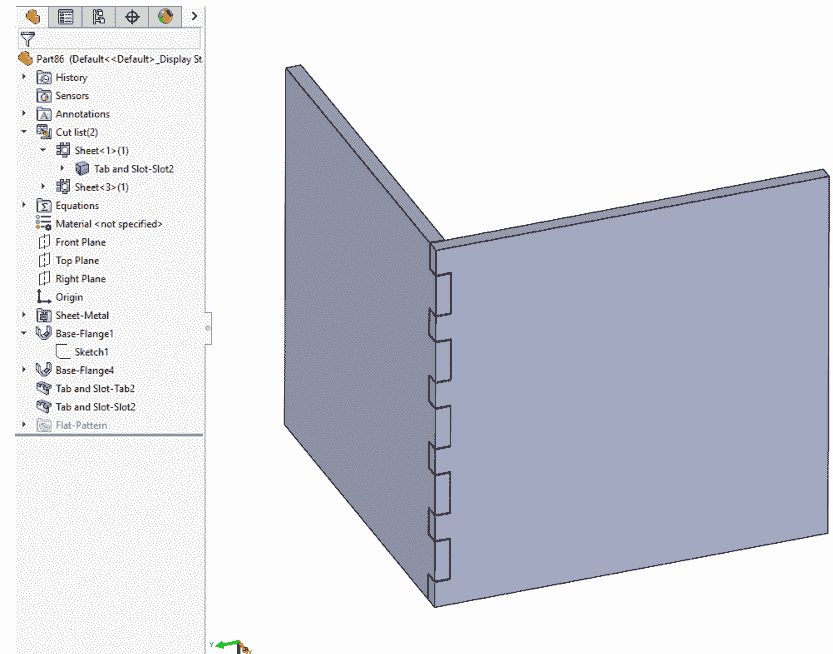 Part86 (Default<<Default>_Display St
History
Sensors
Annotations
Cut list(2)
Sheet<1>(1)
Tab and Slot-Slot2
Sheet<3>(1)
Equations
Material <not specified>
Front Plane
Top Plane
Right Plane
Origin
Sheet-Metal
Base-Flange1
Sketch1
Base-Flange4
Tab and Slot-Tab2
Tab and Slot-Slot2
Flat-Pattern
Y